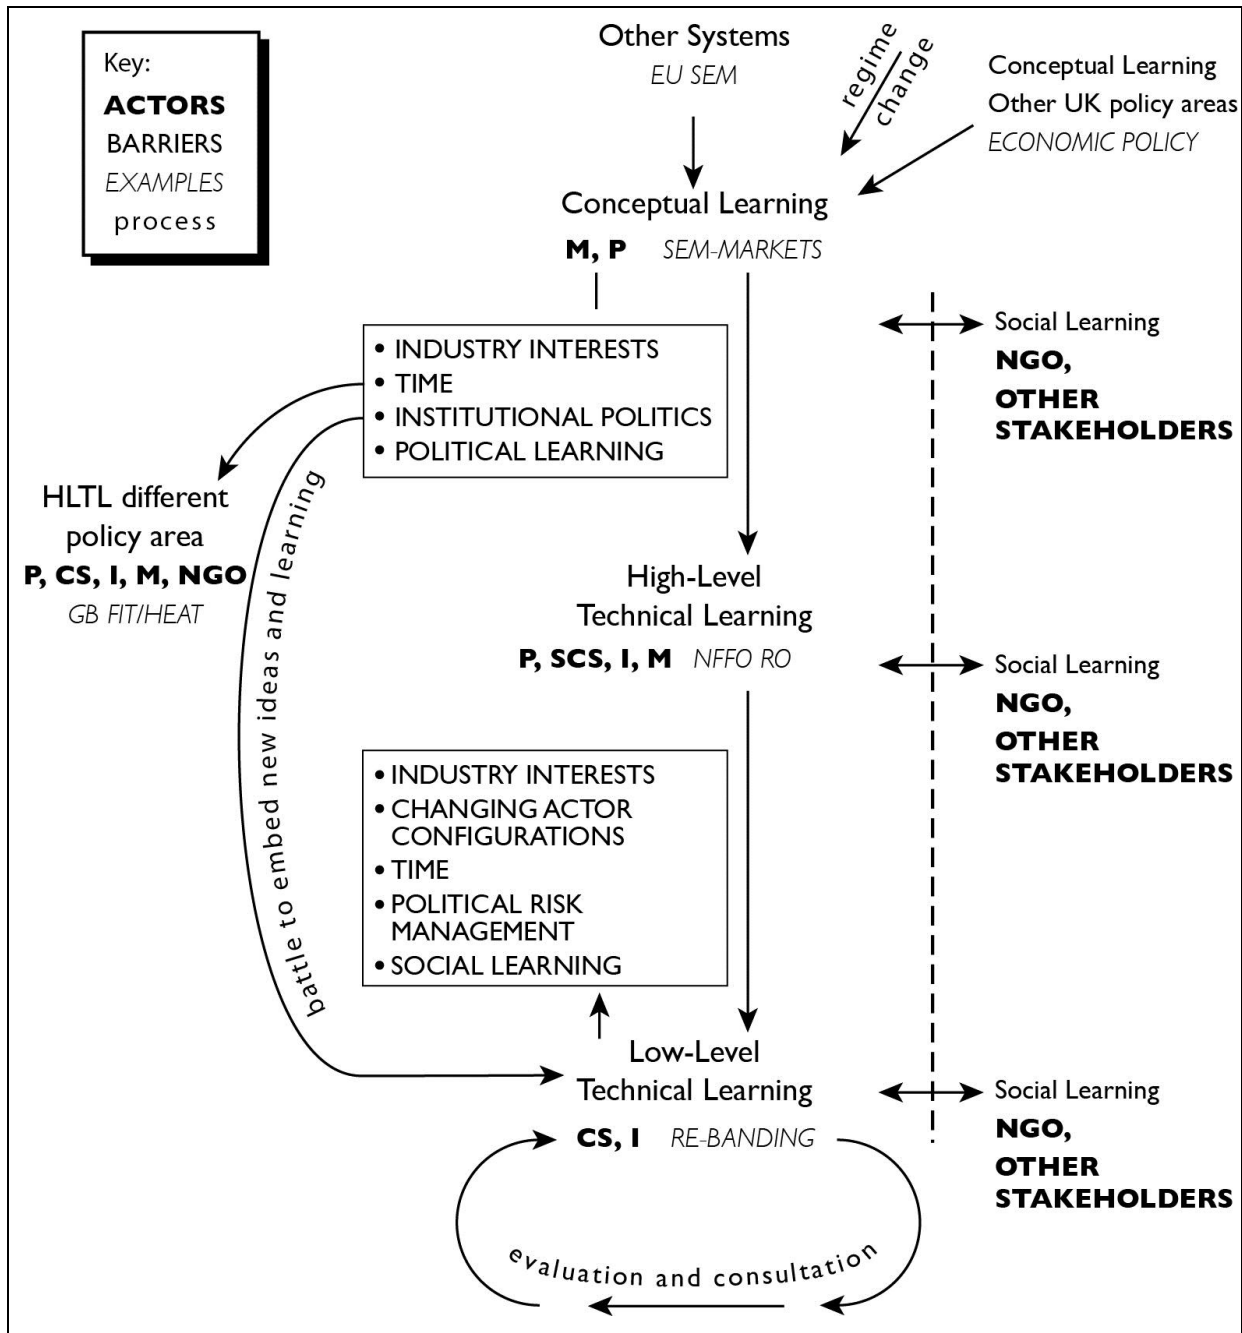 Key:
ACTORS
BARRIERS
EXAMPLES
process
Other Systems
EU SEM
regime
change
Conceptual Learning
Other UK policy areas
ECONOMIC POLICY
Conceptual Learning
M, P SEM-MARKETS
• INDUSTRY INTERESTS
• TIME
• INSTITUTIONAL POLITICS
• POLITICAL LEARNING
Social Learning
NGO,
OTHER
STAKEHOLDERS
HLTL different
policy area
P, CS, I, M, NGO
GB FIT/HEAT
battle to embed new ideas and learning
High-Level
Technical Learning
P, SCS, I, M NFFO RO
Social Learning
NGO,
OTHER
STAKEHOLDERS
• INDUSTRY INTERESTS
• CHANGING ACTOR
CONFIGURATIONS
• TIME
• POLITICAL RISK
MANAGEMENT
• SOCIAL LEARNING
Low-Level
Technical Learning
CS, I RE-BANDING
Social Learning
NGO,
OTHER
STAKEHOLDERS
evaluation and consultation